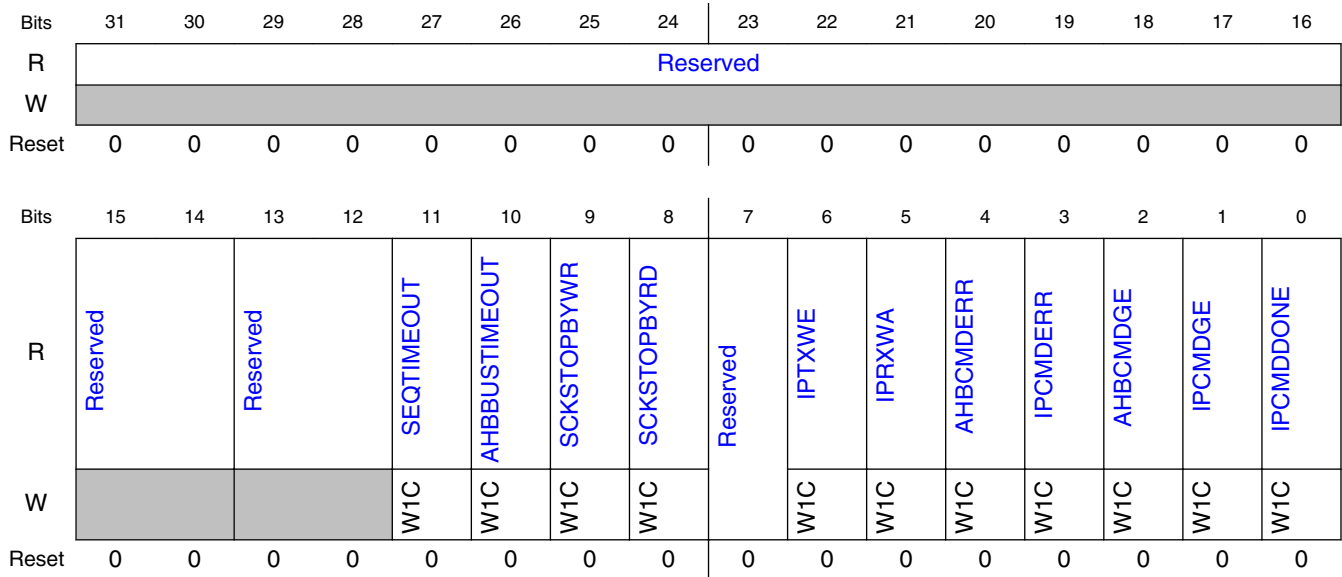 Bits 31 30 29 28 27 26 25 24 23 22 21 20 19 18 17 16
R Reserved
W
Reset 0 0 0 0 0 0 0 0 0 0 0 0 0 0 0 0
Bits 15 14 13 12 11 10 9 8 7 6 5 4 3 2 1 0
R Reserved Reserved SEQTIMEOUT AHBBUSTIMEOUT SCKSTOPBYWR SCKSTOPBYRD Reserved IPTXWE IPRXWA AHBCMDERR IPCMDERR AHBCMDGE IPCMDGE IPCMDDONE
W W1C W1C W1C W1C W1C W1C W1C W1C W1C W1C W1C
Reset 0 0 0 0 0 0 0 0 0 0 0 0 0 0 0 0